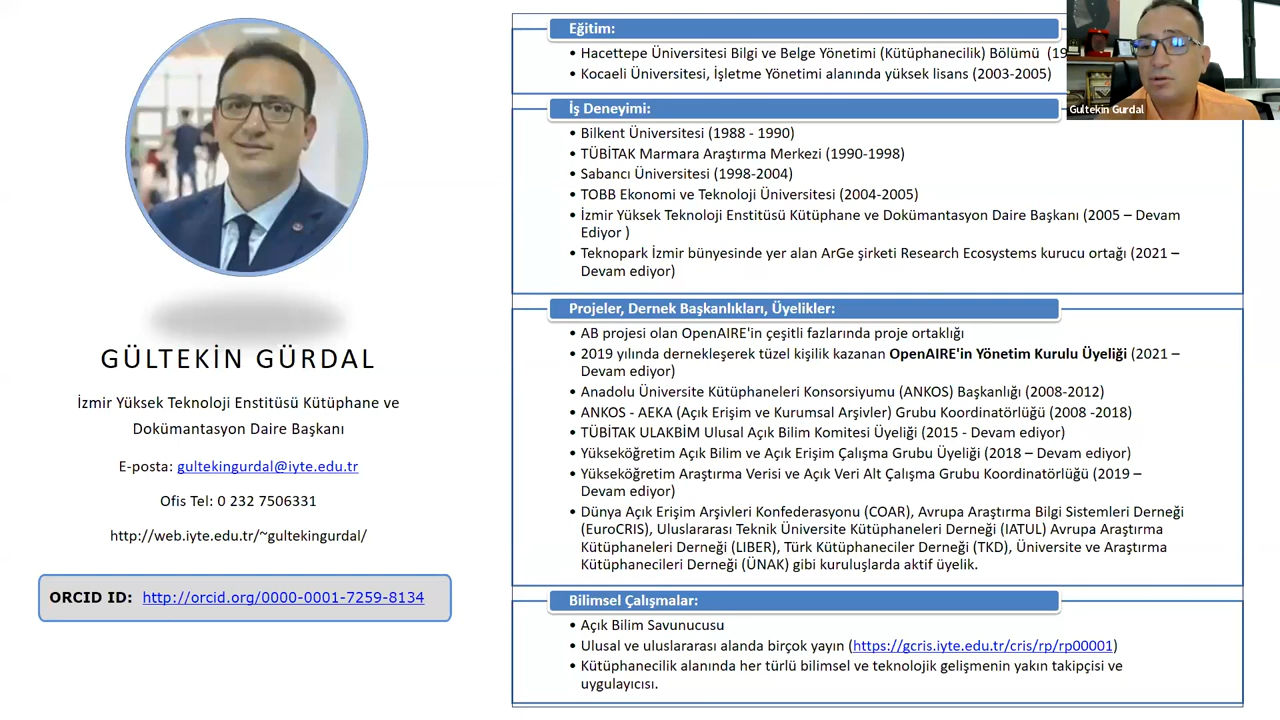 GÜLTEKİN GÜRDAL
İzmir Yüksek Teknoloji Enstitüsü Kütüphane ve
Dokümantasyon Daire Başkanı
E-posta: gultekingurdal@iyte.edu.tr
Ofis Tel: 0 232 7506331
http://web.iyte.edu.tr/~gultekingurdal/
ORCID ID: http://orcid.org/0000-0001-7259-8134
Eğitim:
• Hacettepe Üniversitesi Bilgi ve Belge Yönetimi (Kütüphanecilik) Bölümü
• Kocaeli Üniversitesi, İşletme Yönetimi alanında yüksek lisans (2003-2005)
İş Deneyimi:
• Bilkent Üniversitesi (1988 - 1990)
• TÜBİTAK Marmara Araştırma Merkezi (1990-1998)
• Sabancı Üniversitesi (1998-2004)
• TOBB Ekonomi ve Teknoloji Üniversitesi (2004-2005)
• İzmir Yüksek Teknoloji Enstitüsü Kütüphane ve Dokümantasyon Daire Başkanı (2005 – Devam
Ediyor )
• Teknopark İzmir bünyesinde yer alan ArGe şirketi Research Ecosystems kurucu ortağı (2021 –
Devam ediyor)
Projeler, Dernek Başkanlıkları, Üyelikler:
• AB projesi olan OpenAIRE'in çeşitli fazlarında proje ortaklığı
• 2019 yılında dernekleşerek tüzel kişilik kazanan OpenAIRE'in Yönetim Kurulu Üyeliği (2021 –
Devam ediyor)
• Anadolu Üniversite Kütüphaneleri Konsorsiyumu (ANKOS) Başkanlığı (2008-2012)
• ANKOS - AEKA (Açık Erişim ve Kurumsal Arşivler) Grubu Koordinatörlüğü (2008 -2018)
• TÜBİTAK ULAKBİM Ulusal Açık Bilim Komitesi Üyeliği (2015 - Devam ediyor)
• Yükseköğretim Açık Bilim ve Açık Erişim Çalışma Grubu Üyeliği (2018 – Devam ediyor)
• Yükseköğretim Araştırma Verisi ve Açık Veri Alt Çalışma Grubu Koordinatörlüğü (2019 –
Devam ediyor)
• Dünya Açık Erişim Arşivleri Konfederasyonu (COAR), Avrupa Araştırma Bilgi Sistemleri Derneği
(EuroCRIS), Uluslararası Teknik Üniversite Kütüphaneleri Derneği (IATUL) Avrupa Araştırma
Kütüphaneleri Derneği (LIBER), Türk Kütüphaneciler Derneği (TKD), Üniversite ve Araştırma
Kütüphanecileri Derneği (ÜNAK) gibi kuruluşlarda aktif üyelik.
Bilimsel Çalışmalar:
• Açık Bilim Savunucusu
• Ulusal ve uluslararası alanda birçok yayın (https://gcris.iyte.edu.tr/cris/rp/rp00001)
• Kütüphanecilik alanında her türlü bilimsel ve teknolojik gelişmenin yakın takipçisi ve
uygulayıcısı.
Gultekin Gurdal